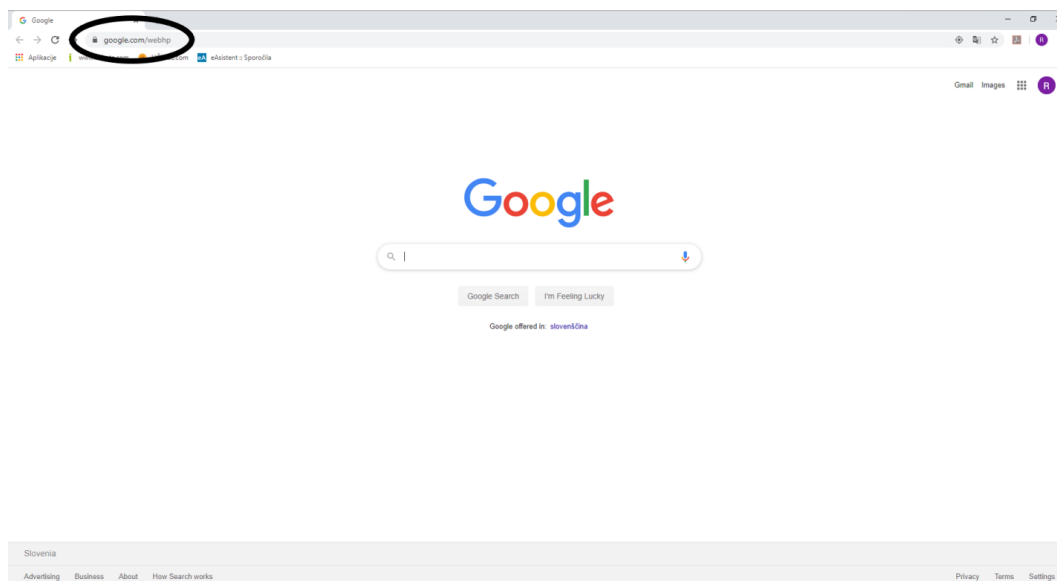 Google
google.com/webhp
Aplikacije eAsistent :: Sporočila
Gmail Images R
Google
Google Search I'm Feeling Lucky
Google offered in: slovenščina
Slovenia
Advertising Business About How Search works Privacy Terms Settings